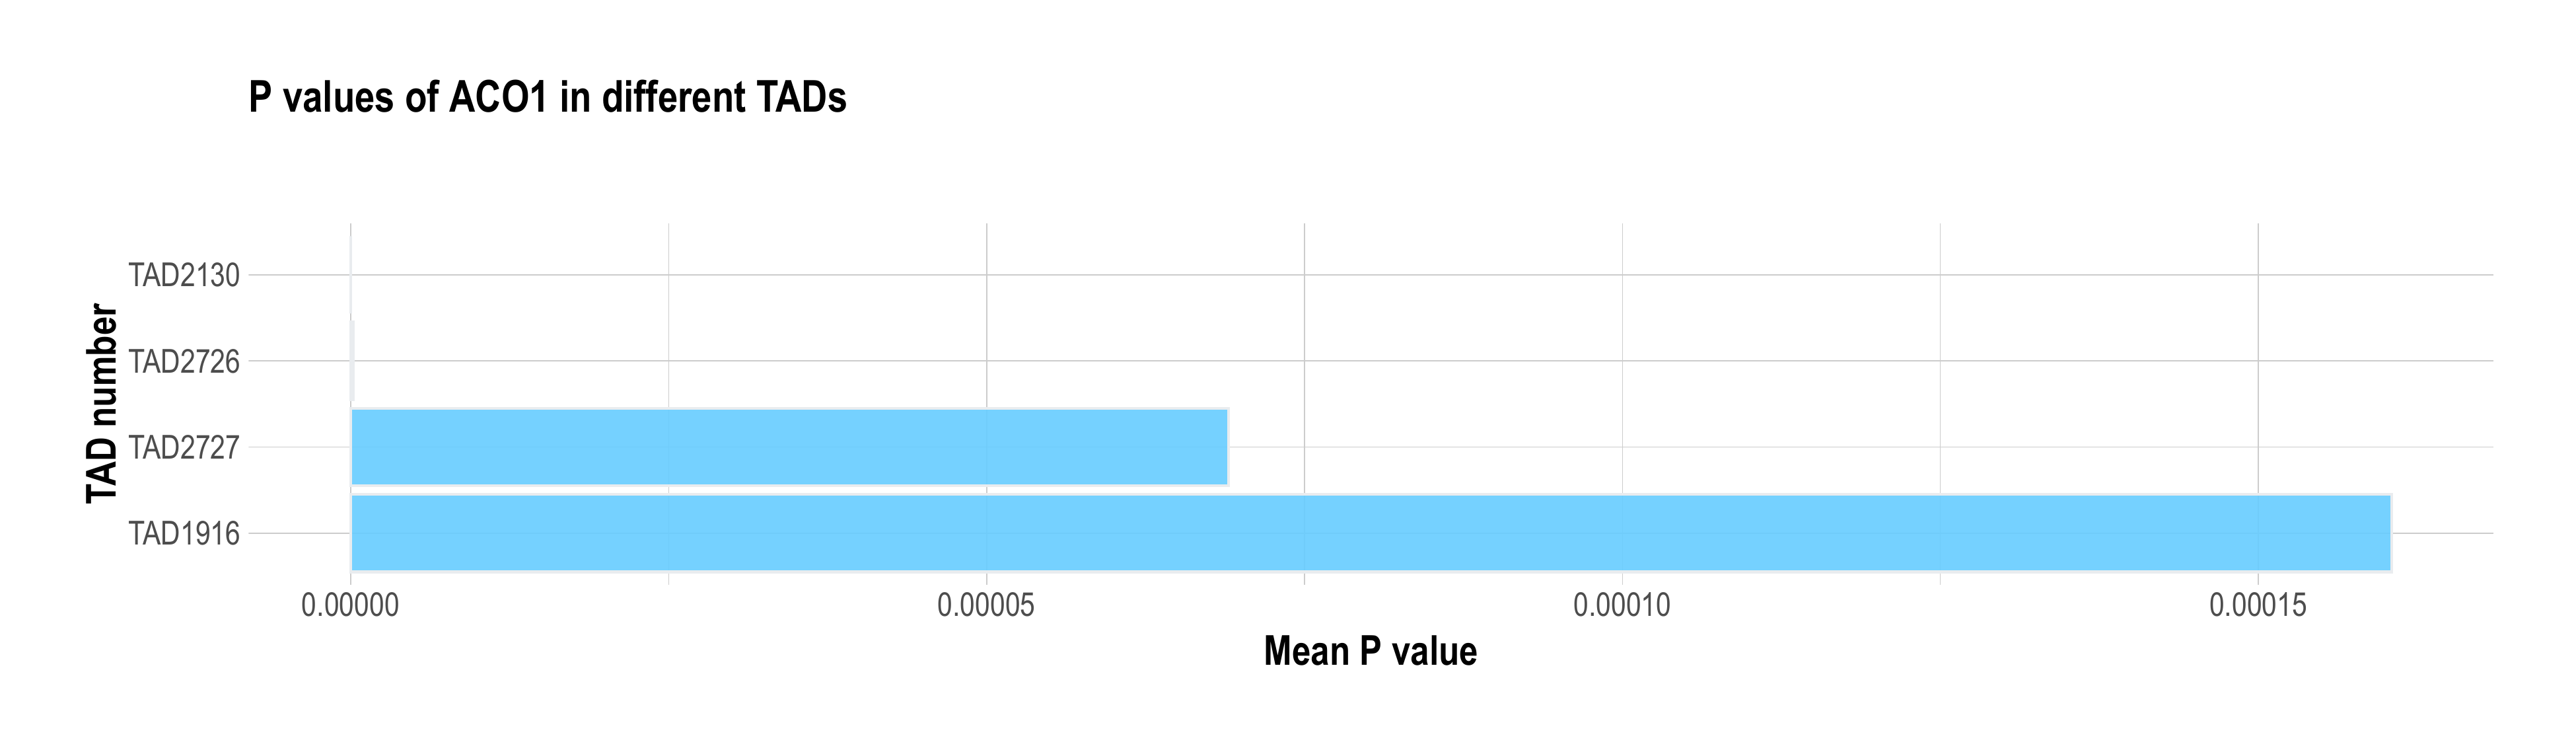 P values of ACO1 in different TADs
TAD number
TAD2130
TAD2726
TAD2727
TAD1916
0.00000
0.00005
0.00010
0.00015
Mean P value